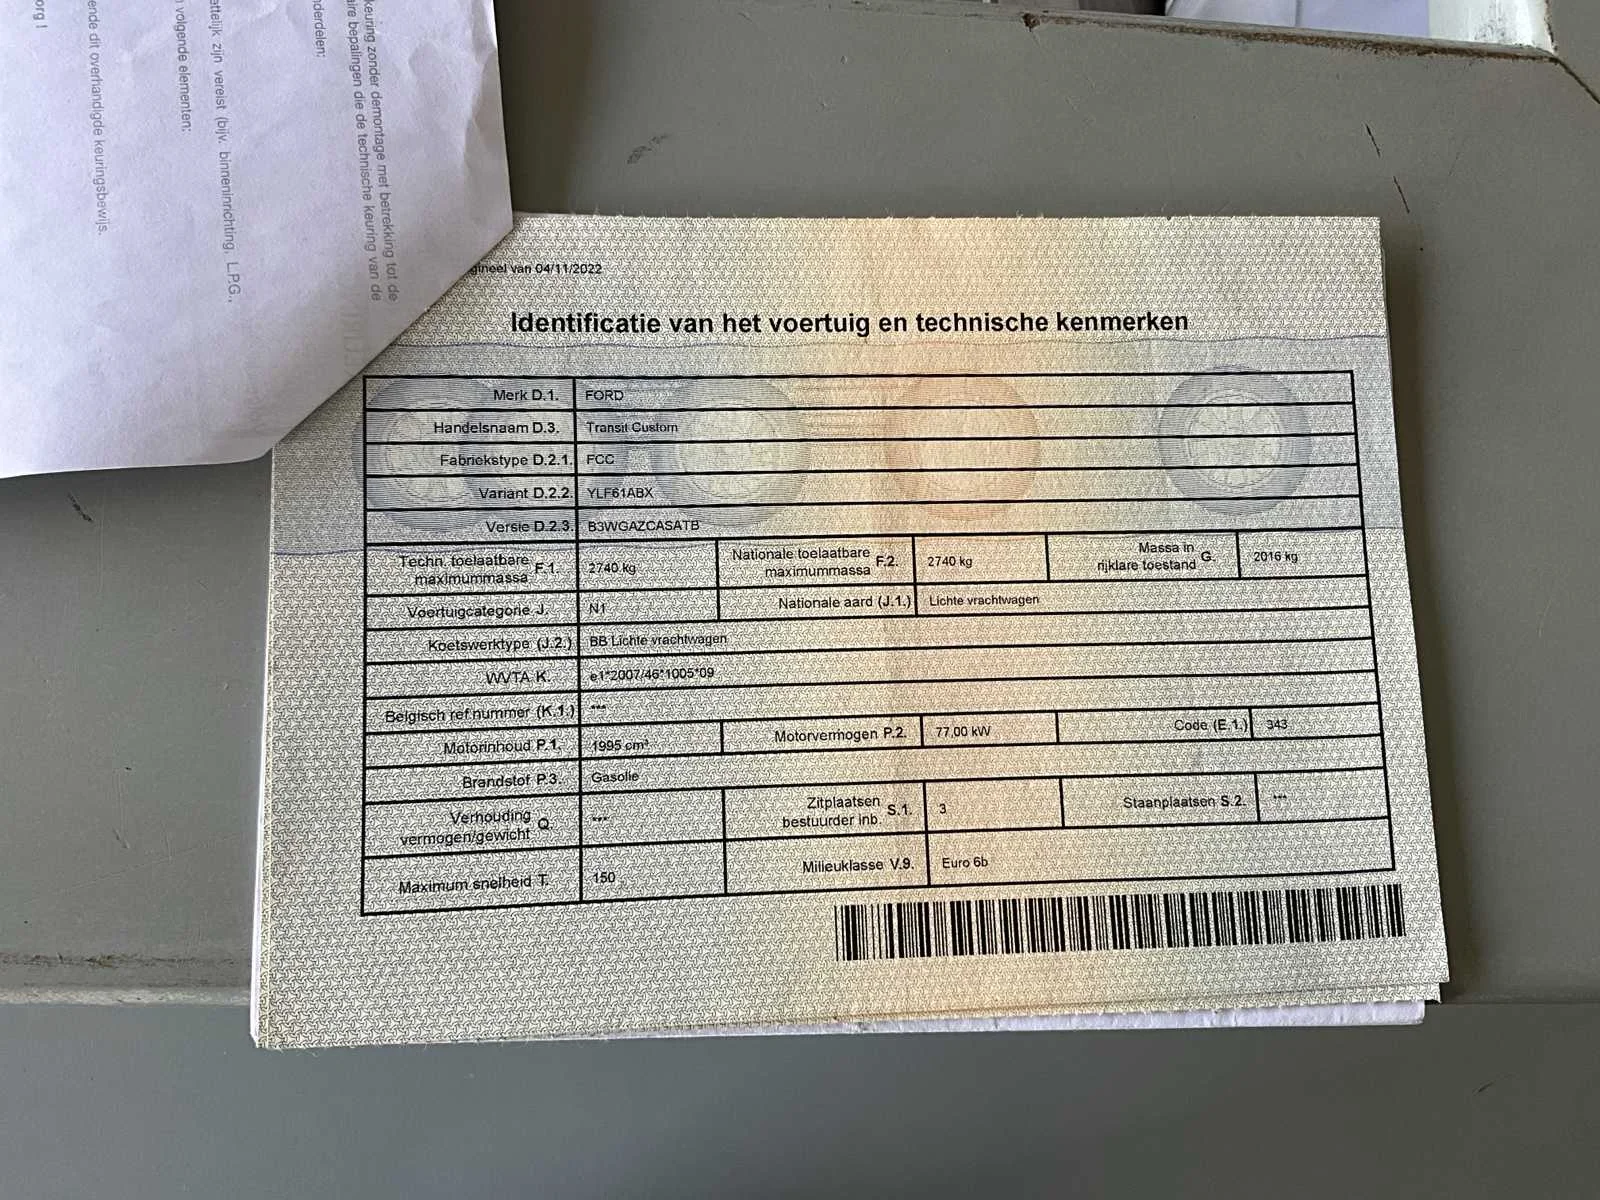 org !
ende dit overhandigde keuringsbewijs.
volgende elementen:
ettelijk zijn vereist (bijv. binneninrichting, L.P.G.,
nderdelen:
ire bepalingen die de technische keuring van de
keuring zonder demontage met betrekking tot de
gineel van 04/11/2022
Identificatie van het voertuig en technische kenmerken
Merk D.1. FORD
Handelsnaam D.3. Transit Custom
Fabriekstype D.2.1. FCC
Variant D.2.2. YLF61ABX
Versie D.2.3. B3WGAZCASATB
Techn. toelaatbare maximummassa F.1. 2740 kg Nationale toelaatbare maximummassa F.2. 2740 kg Massa in rijklare toestand G. 2016 kg
Voertuigcategorie J. N1 Nationale aard (J.1.) Lichte vrachtwagen
Koetswerktype (J.2.) BB Lichte vrachtwagen
WVTA K. e1*2007/46*1005*09
Belgisch ref.nummer (K.1.) ***
Motorinhoud P.1. 1995 cm³ Motorvermogen P.2. 77,00 kW Code (E.1.) 343
Brandstof P.3. Gasolie
Verhouding vermogen/gewicht Q. *** Zitplaatsen bestuurder inb. S.1. 3 Staanplaatsen S.2. ***
Maximum snelheid T. 150 Milieuklasse V.9. Euro 6b